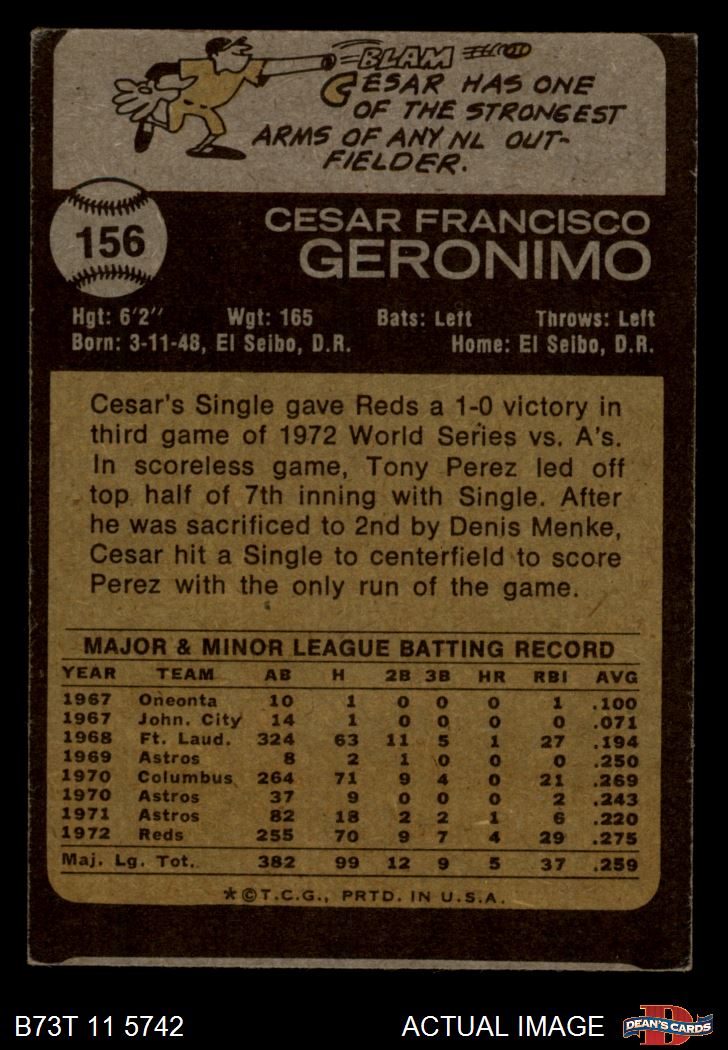 BLAM
CESAR HAS ONE
OF THE STRONGEST
ARMS OF ANY NL OUT-
FIELDER.
156
CESAR FRANCISCO
GERONIMO
Hgt: 6'2" Wgt: 165 Bats: Left Throws: Left
Born: 3-11-48, El Seibo, D.R. Home: El Seibo, D.R.
Cesar's Single gave Reds a 1-0 victory in
third game of 1972 World Series vs. A's.
In scoreless game, Tony Perez led off
top half of 7th inning with Single. After
he was sacrificed to 2nd by Denis Menke,
Cesar hit a Single to centerfield to score
Perez with the only run of the game.
MAJOR & MINOR LEAGUE BATTING RECORD
YEAR TEAM AB H 2B 3B HR RBI AVG
1967 Oneonta 10 1 0 0 0 1 .100
1967 John. City 14 1 0 0 0 0 .071
1968 Ft. Laud. 324 63 11 5 1 27 .194
1969 Astros 8 2 1 0 0 0 .250
1970 Columbus 264 71 9 4 0 21 .269
1970 Astros 37 9 0 0 0 2 .243
1971 Astros 82 18 2 2 1 6 .220
1972 Reds 255 70 9 7 4 29 .275
Maj. Lg. Tot. 382 99 12 9 5 37 .259
*©T.C.G., PRTD. IN U.S.A.
B73T 11 5742 ACTUAL IMAGE D DEAN'S CARDS